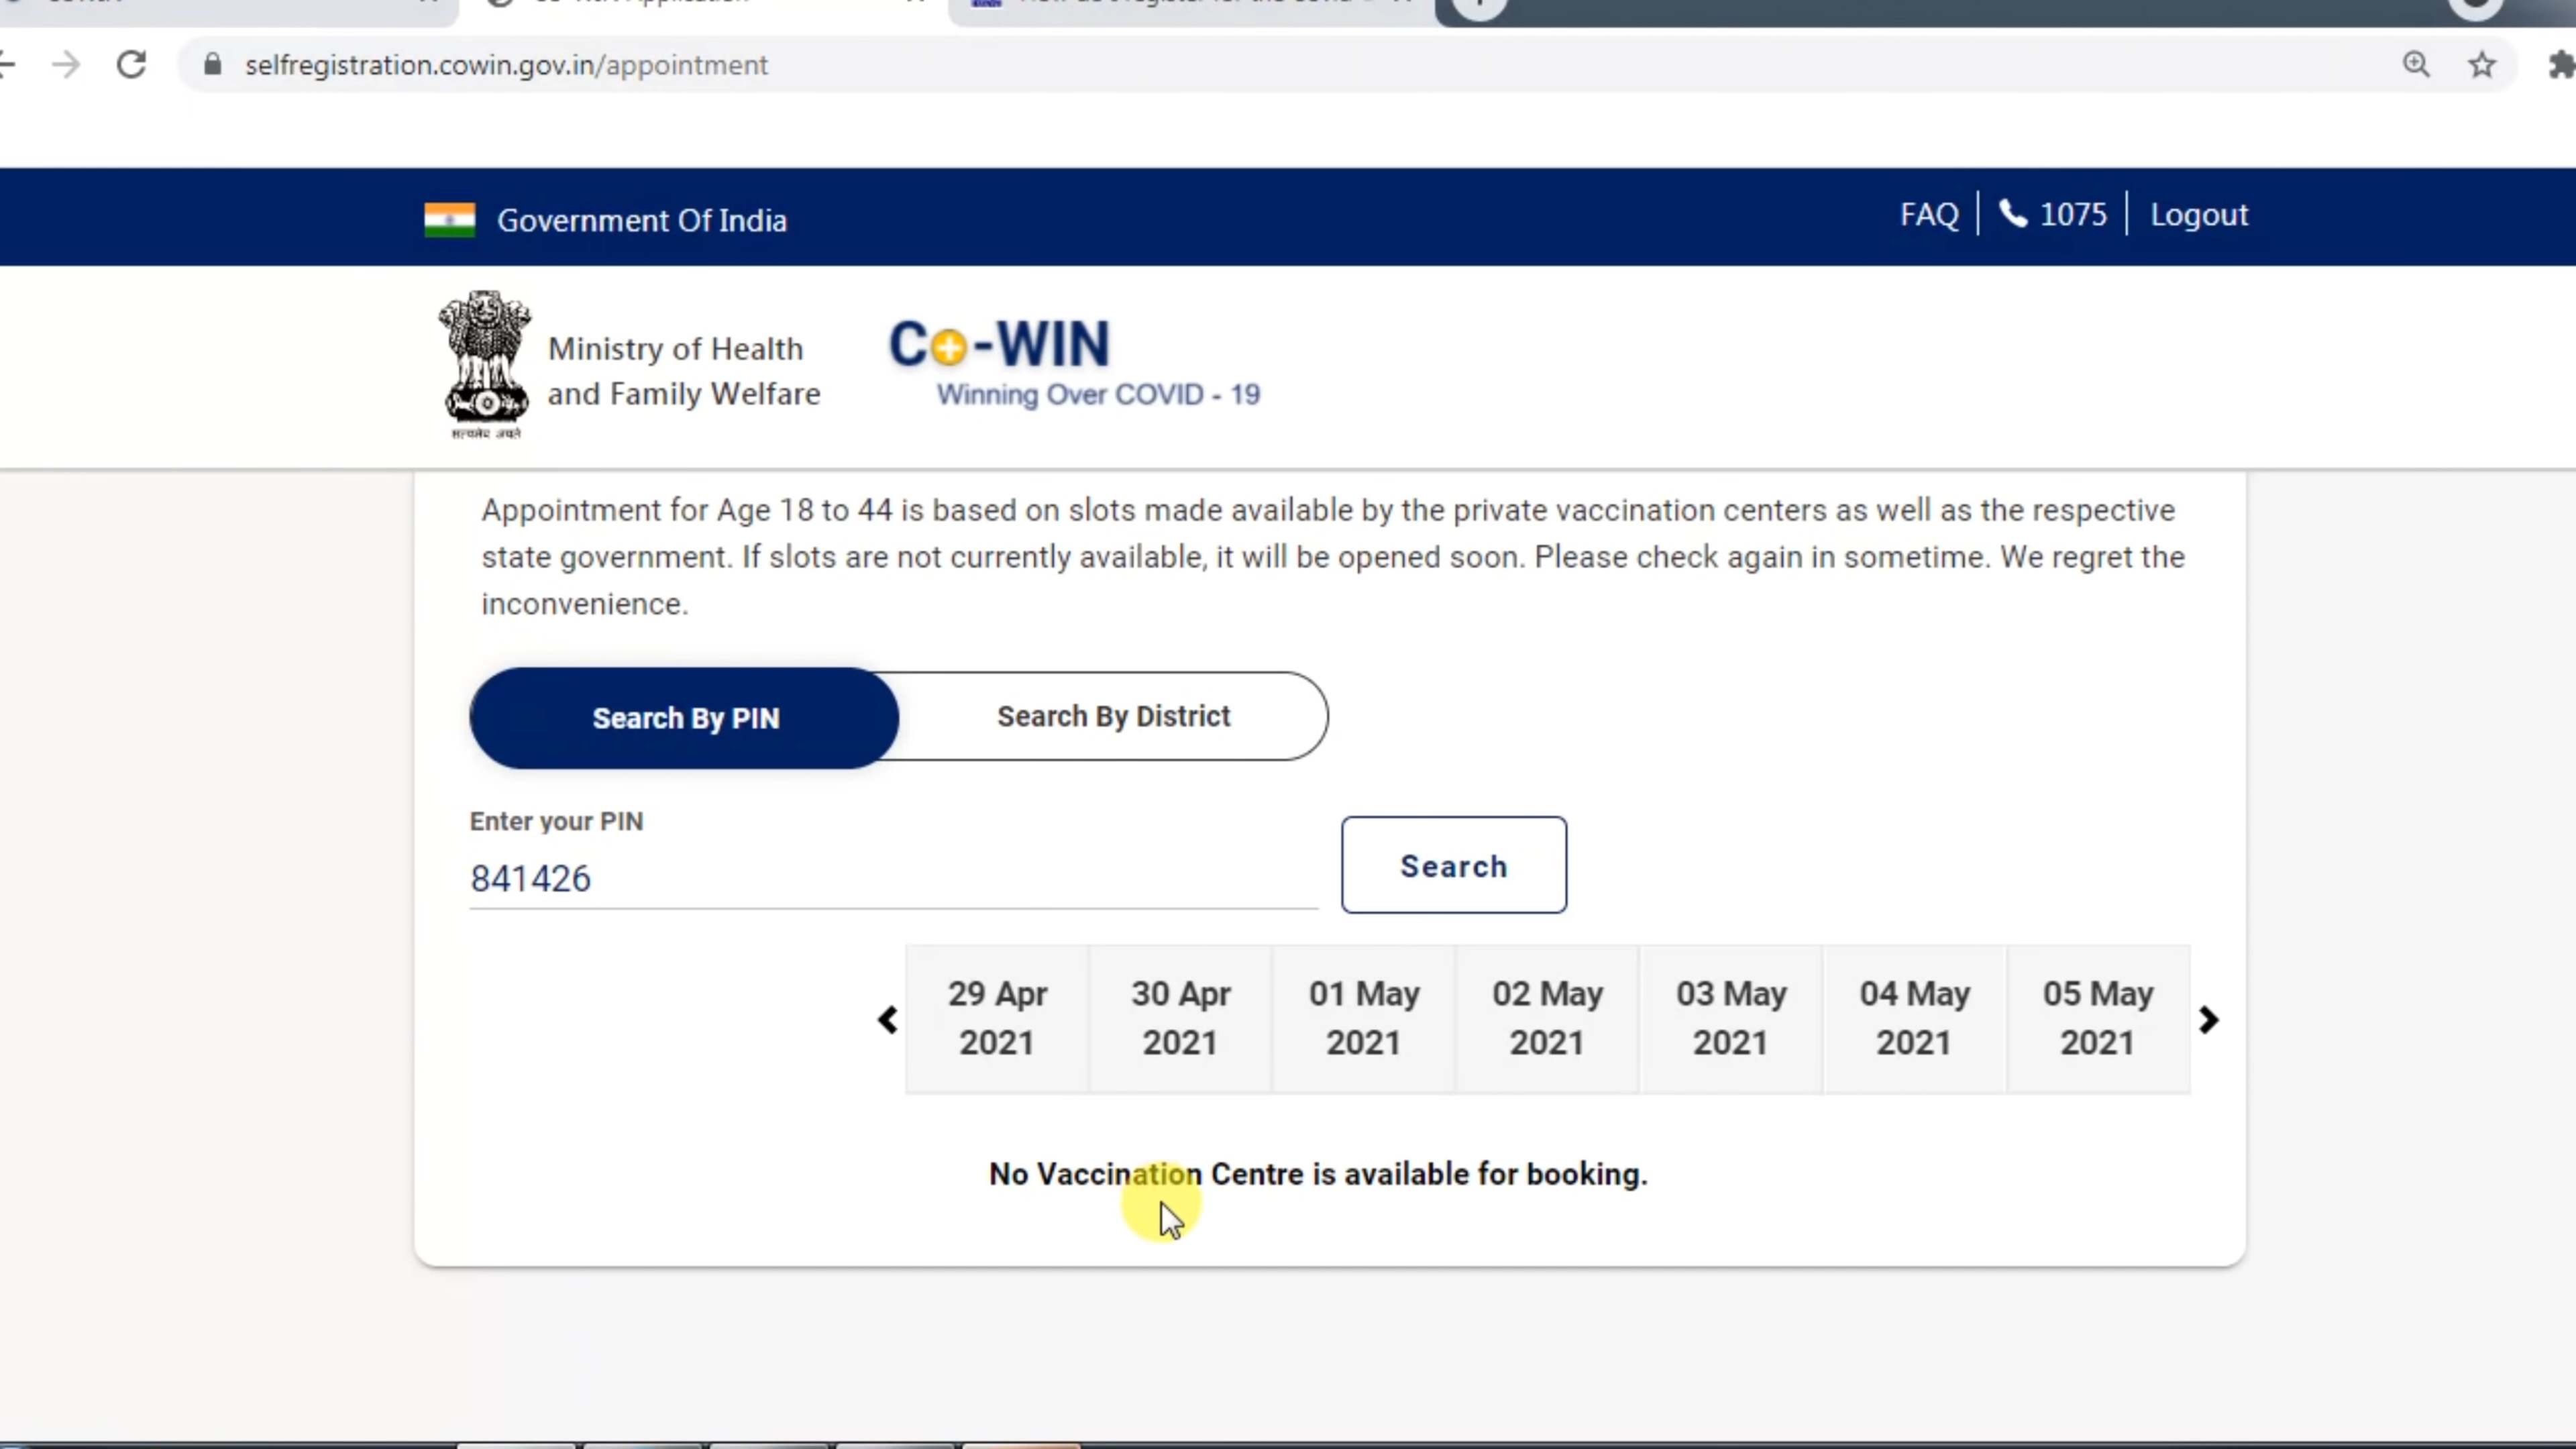 selfregistration.cowin.gov.in/appointment
Government Of India
FAQ
1075
Logout
Ministry of Health
and Family Welfare
Co-WIN
Winning Over COVID - 19
सत्यमेव जयते
Appointment for Age 18 to 44 is based on slots made available by the private vaccination centers as well as the respective
state government. If slots are not currently available, it will be opened soon. Please check again in sometime. We regret the
inconvenience.
Search By PIN
Search By District
Enter your PIN
841426
Search
29 Apr
2021
30 Apr
2021
01 May
2021
02 May
2021
03 May
2021
04 May
2021
05 May
2021
No Vaccination Centre is available for booking.